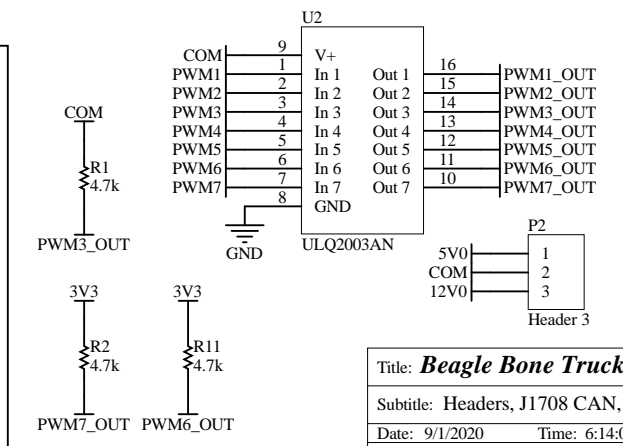 U2
COM 9 V+
PWM1 1 In 1 Out 1 16 PWM1_OUT
PWM2 2 In 2 Out 2 15 PWM2_OUT
PWM3 3 In 3 Out 3 14 PWM3_OUT
PWM4 4 In 4 Out 4 13 PWM4_OUT
PWM5 5 In 5 Out 5 12 PWM5_OUT
PWM6 6 In 6 Out 6 11 PWM6_OUT
PWM7 7 In 7 Out 7 10 PWM7_OUT
8 GND
GND
ULQ2003AN
COM
R1
4.7k
PWM3_OUT
P2
5V0 1
COM 2
12V0 3
Header 3
3V3
R2
4.7k
PWM7_OUT
3V3
R11
4.7k
PWM6_OUT
Title: Beagle Bone Truck
Subtitle: Headers, J1708 CAN,
Date: 9/1/2020 Time: 6:14:0